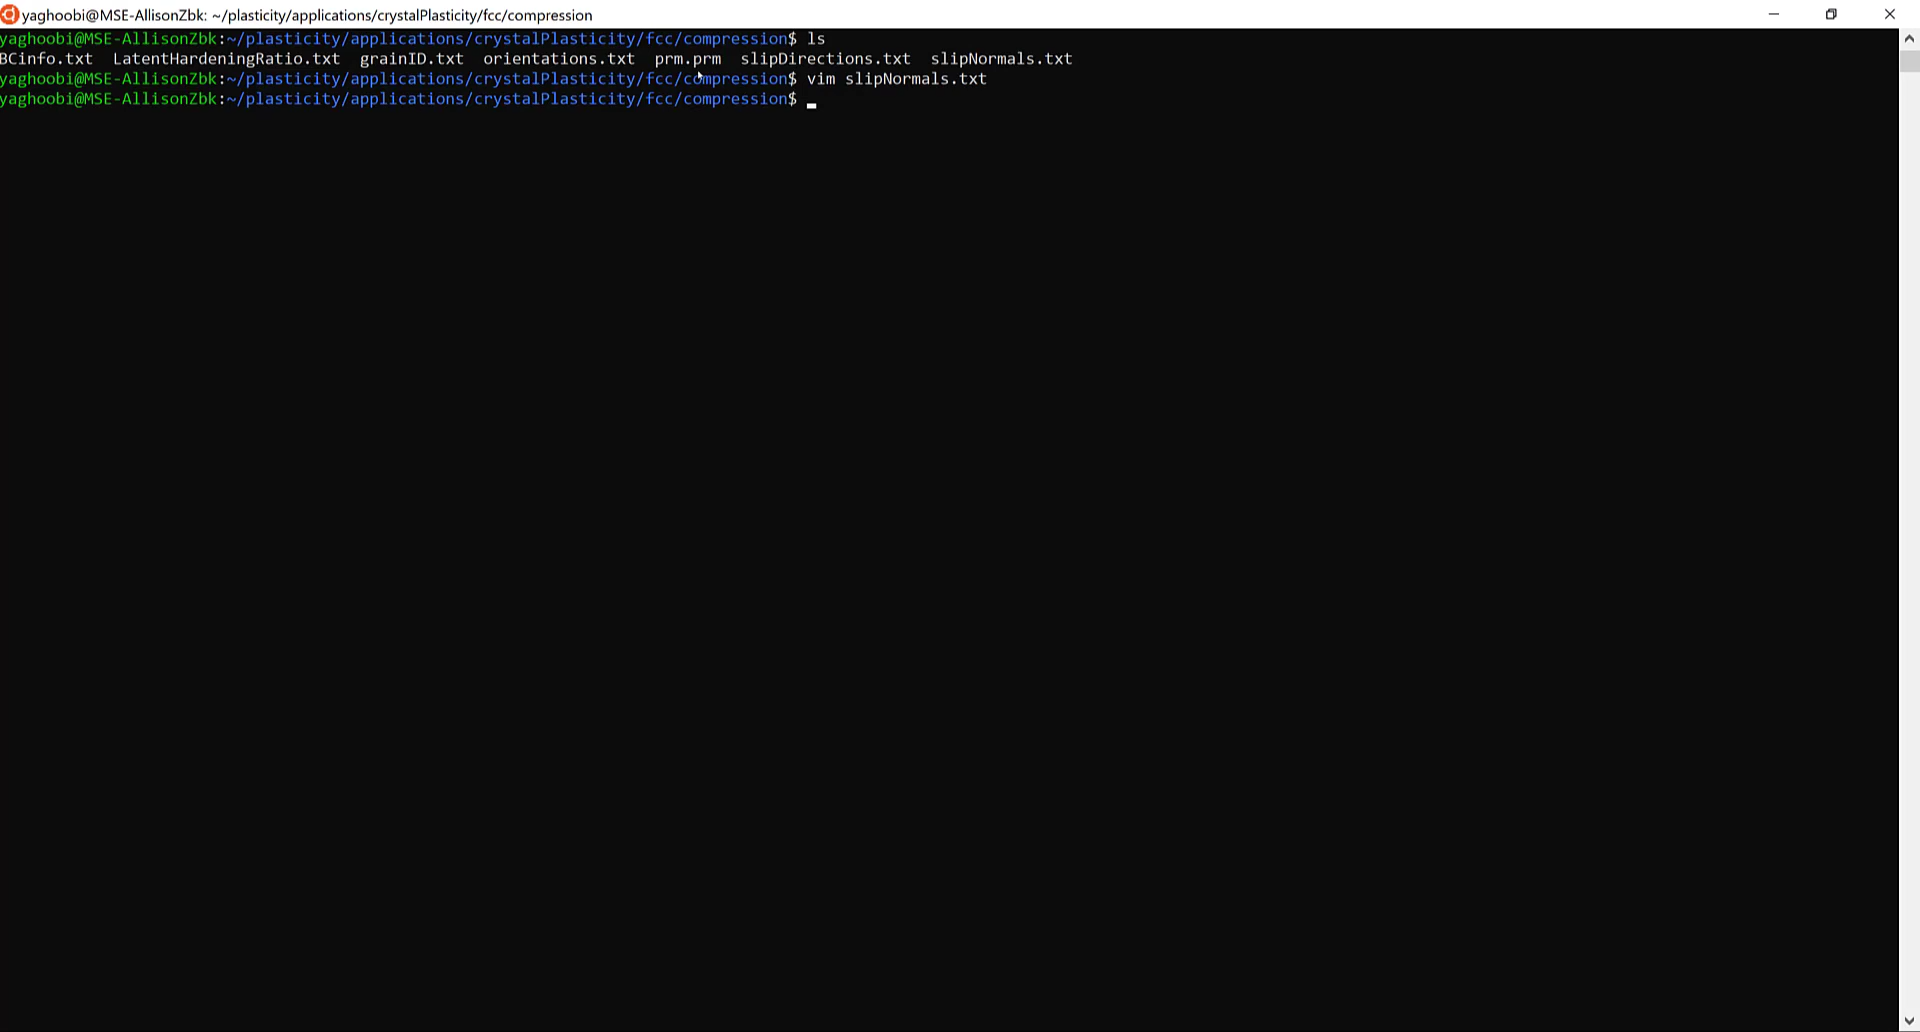 yaghoobi@MSE-AllisonZbk: ~/plasticity/applications/crystalPlasticity/fcc/compression
yaghoobi@MSE-AllisonZbk:~/plasticity/applications/crystalPlasticity/fcc/compression$ ls
BCinfo.txt  LatentHardeningRatio.txt  grainID.txt  orientations.txt  prm.prm  slipDirections.txt  slipNormals.txt
yaghoobi@MSE-AllisonZbk:~/plasticity/applications/crystalPlasticity/fcc/compression$ vim slipNormals.txt
yaghoobi@MSE-AllisonZbk:~/plasticity/applications/crystalPlasticity/fcc/compression$